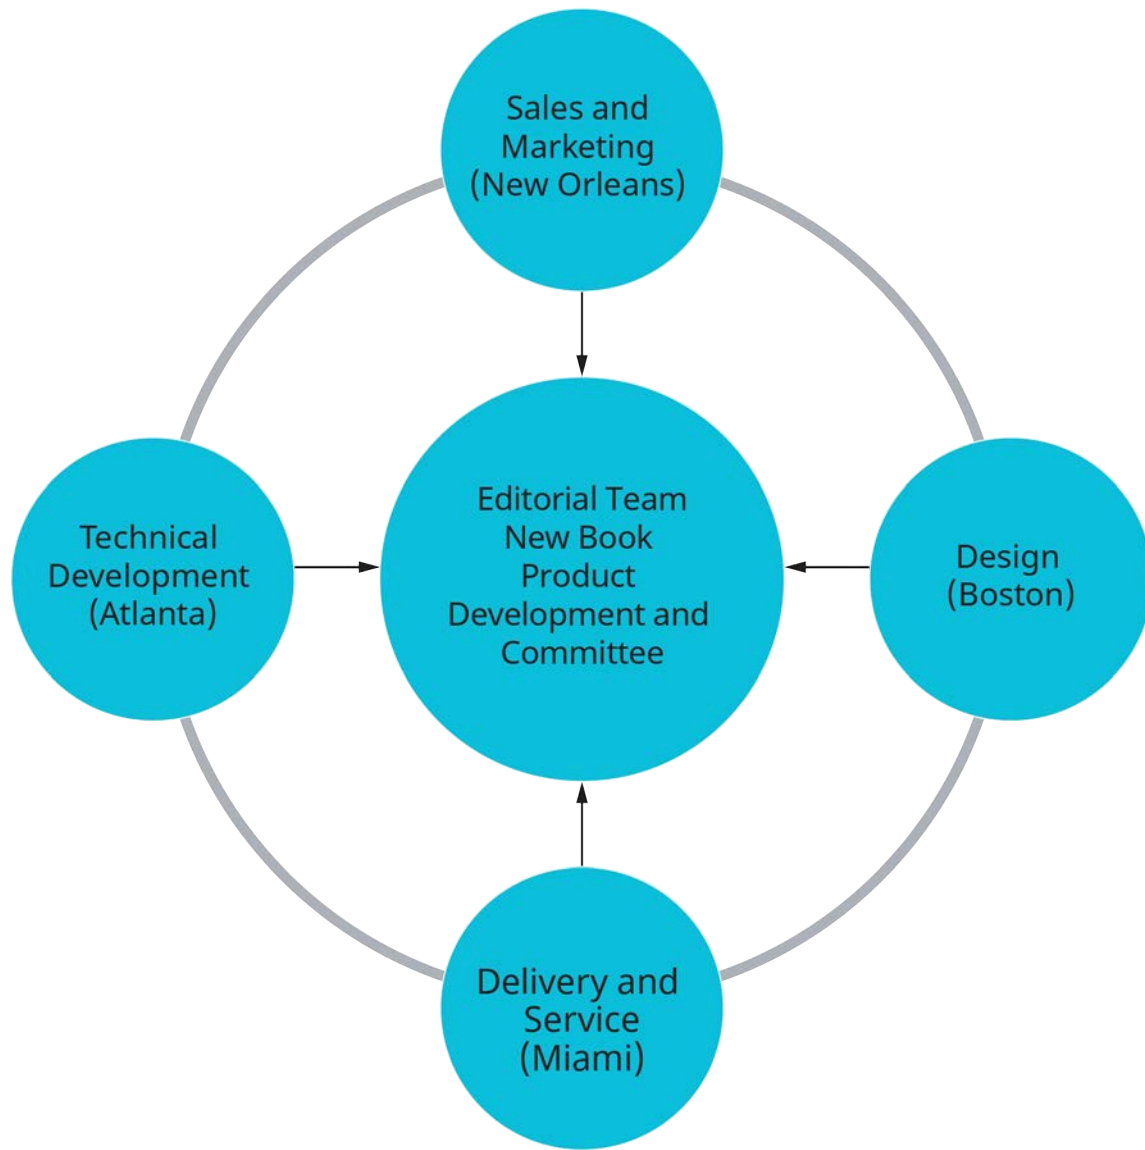 Sales and
Marketing
(New Orleans)
Technical
Development
(Atlanta)
Editorial Team
New Book
Product
Development and
Committee
Design
(Boston)
Delivery and
Service
(Miami)